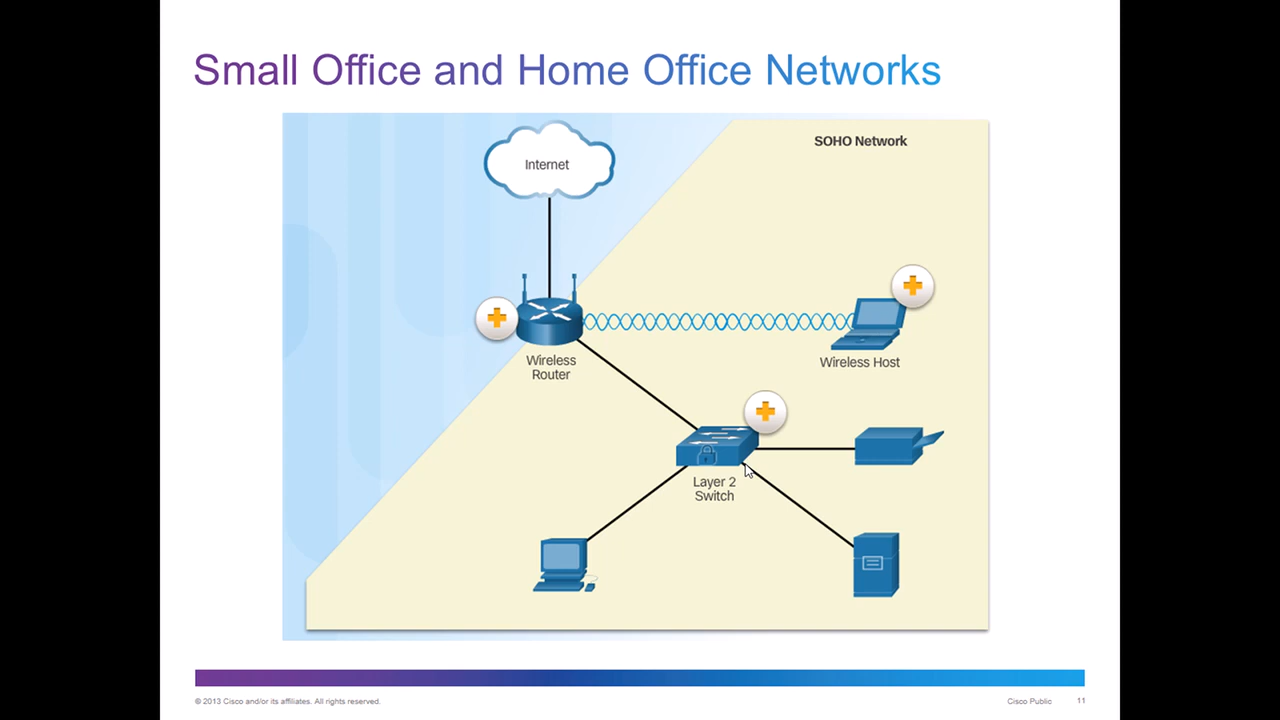 Small Office and Home Office Networks
SOHO Network
Internet
Wireless
Router
Wireless Host
Layer 2
Switch
© 2013 Cisco and/or its affiliates. All rights reserved.
Cisco Public
11